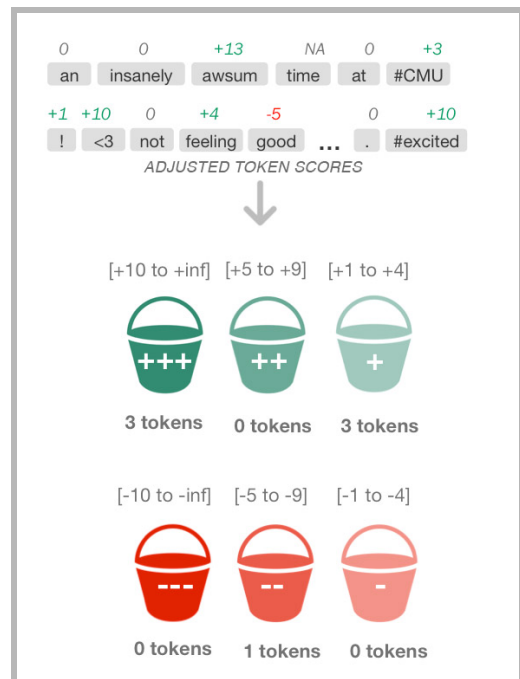 0 0 +13 NA 0 +3
an insanely awsum time at #CMU
+1 +10 0 +4 -5 0 +10
! <3 not feeling good ... . #excited
ADJUSTED TOKEN SCORES
[+10 to +inf] [+5 to +9] [+1 to +4]
+++ ++ +
3 tokens 0 tokens 3 tokens
[-10 to -inf] [-5 to -9] [-1 to -4]
--- -- -
0 tokens 1 tokens 0 tokens